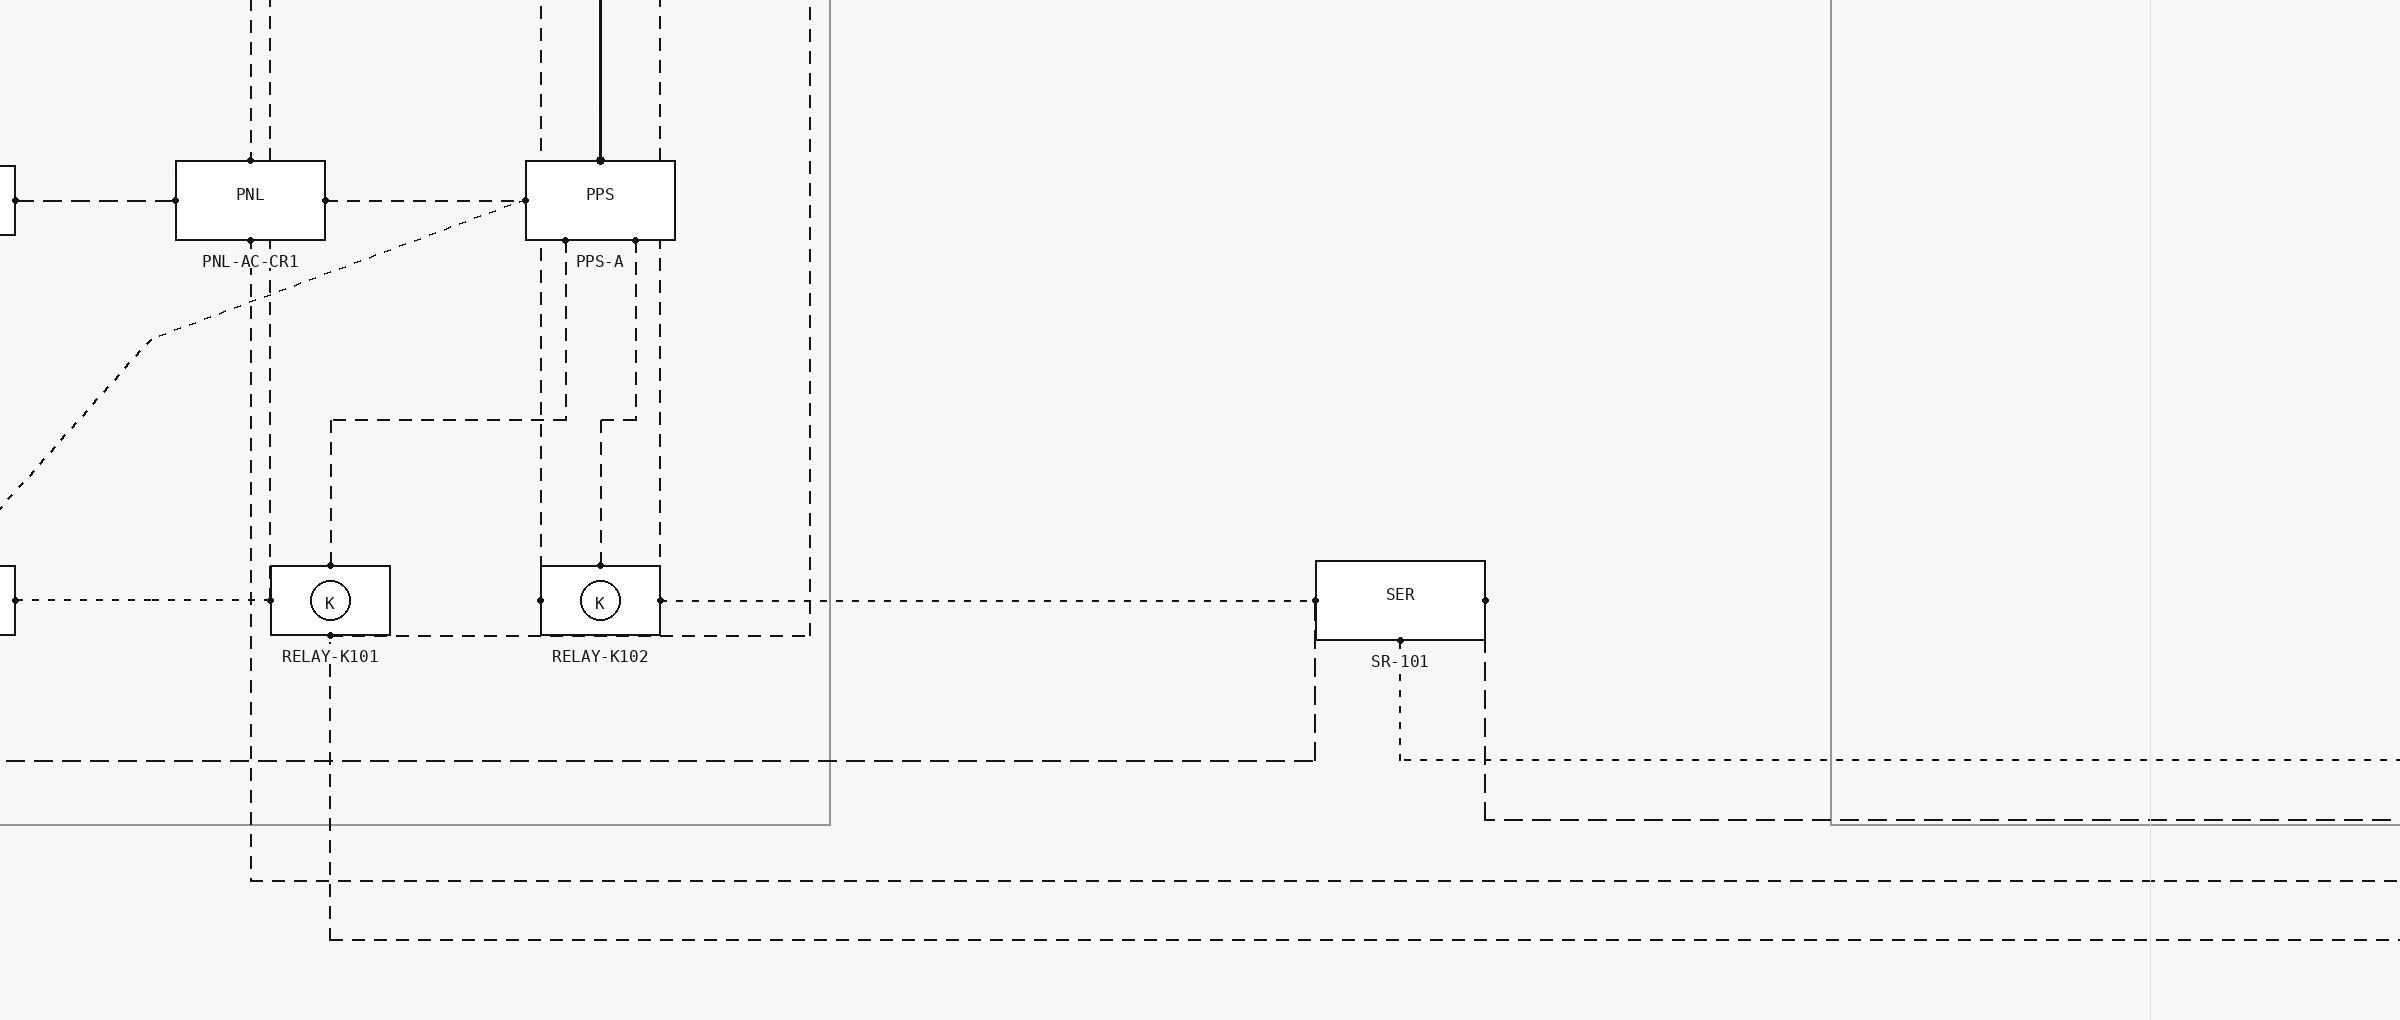 PNL
PPS
PNL-AC-CR1
PPS-A
K
K
SER
RELAY-K101
RELAY-K102
SR-101